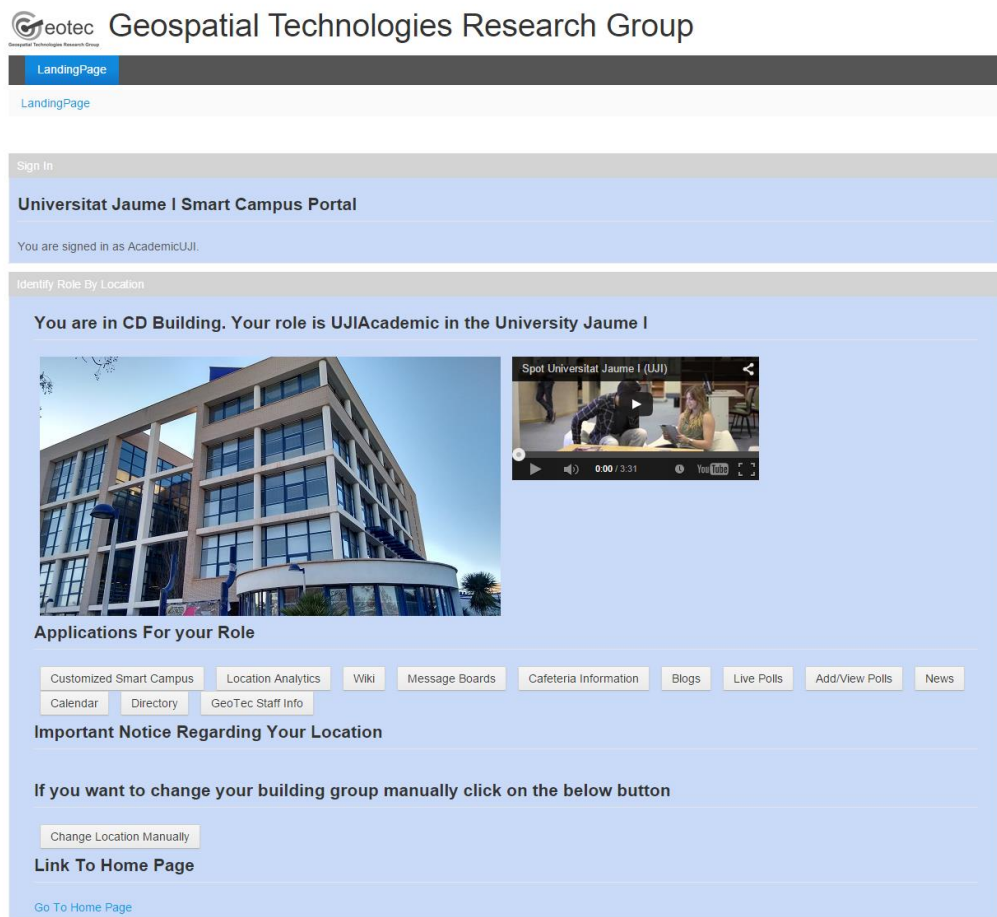 Geotec Geospatial Technologies Research Group
Geospatial Technologies Research Group
LandingPage
LandingPage
Sign In
Universitat Jaume I Smart Campus Portal
You are signed in as AcademicUJI.
Identify Role By Location
You are in CD Building. Your role is UJIAcademic in the University Jaume I
Spot Universitat Jaume I (UJI)
0:00 / 3:31 YouTube
Applications For your Role
Customized Smart Campus Location Analytics Wiki Message Boards Cafeteria Information Blogs Live Polls Add/View Polls News
Calendar Directory GeoTec Staff Info
Important Notice Regarding Your Location
If you want to change your building group manually click on the below button
Change Location Manually
Link To Home Page
Go To Home Page